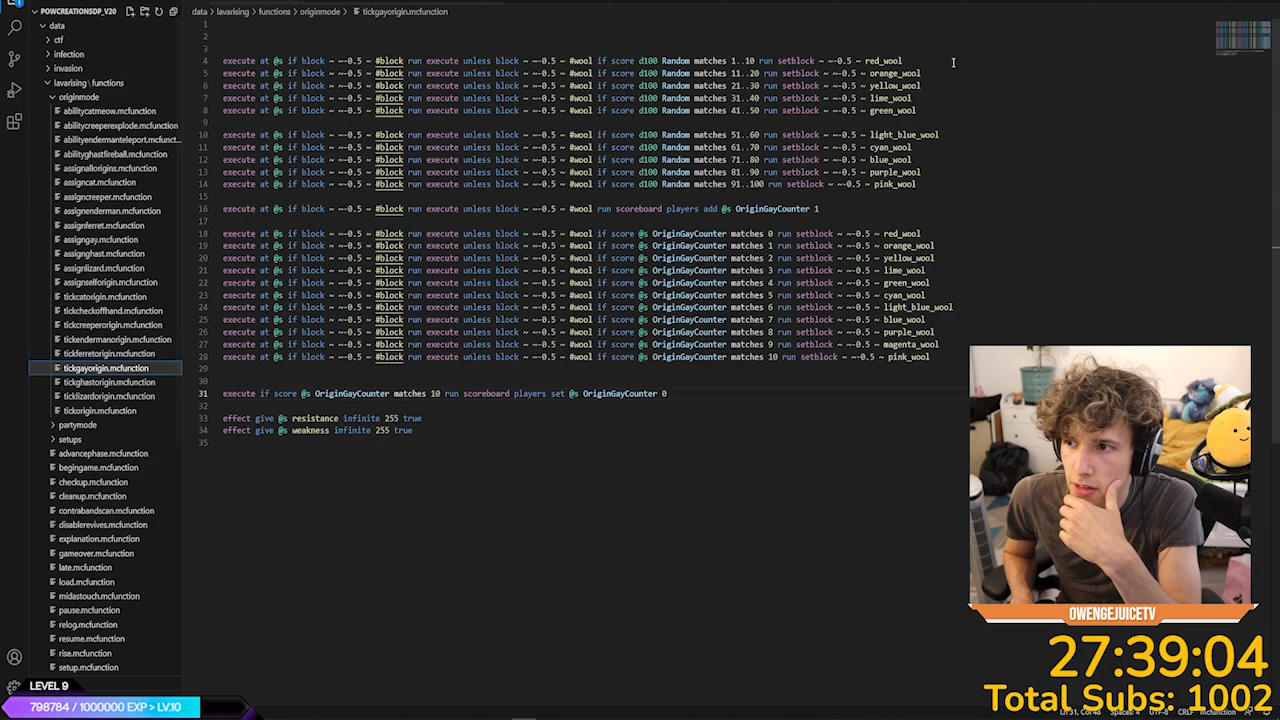 POWCREATIONSDP_V20
data
ctf
infection
invasion
lavarising / functions
originmode
abilitycatmeow.mcfunction
abilitycreeperexplode.mcfunction
abilityendermanteleport.mcfunct...
abilityghastfireball.mcfunction
assignallorigins.mcfunction
assigncat.mcfunction
assigncreeper.mcfunction
assignenderman.mcfunction
assignferret.mcfunction
assigngay.mcfunction
assignghast.mcfunction
assignlizard.mcfunction
assignselforigin.mcfunction
tickcatorigin.mcfunction
tickcheckoffhand.mcfunction
tickcreeperorigin.mcfunction
tickendermanorigin.mcfunction
tickferretorigin.mcfunction
tickgayorigin.mcfunction
tickghastorigin.mcfunction
ticklizardorigin.mcfunction
tickorigin.mcfunction
partymode
setups
advancephase.mcfunction
begingame.mcfunction
checkup.mcfunction
cleanup.mcfunction
contrabandscan.mcfunction
disablerevives.mcfunction
explanation.mcfunction
gameover.mcfunction
late.mcfunction
load.mcfunction
midastouch.mcfunction
pause.mcfunction
relog.mcfunction
resume.mcfunction
rise.mcfunction
setup.mcfunction
data > lavarising > functions > originmode > tickgayorigin.mcfunction
1
2
3
4 execute at @s if block ~ ~-0.5 ~ #block run execute unless block ~ ~-0.5 ~ #wool if score d100 Random matches 1..10 run setblock ~ ~-0.5 ~ red_wool
5 execute at @s if block ~ ~-0.5 ~ #block run execute unless block ~ ~-0.5 ~ #wool if score d100 Random matches 11..20 run setblock ~ ~-0.5 ~ orange_wool
6 execute at @s if block ~ ~-0.5 ~ #block run execute unless block ~ ~-0.5 ~ #wool if score d100 Random matches 21..30 run setblock ~ ~-0.5 ~ yellow_wool
7 execute at @s if block ~ ~-0.5 ~ #block run execute unless block ~ ~-0.5 ~ #wool if score d100 Random matches 31..40 run setblock ~ ~-0.5 ~ lime_wool
8 execute at @s if block ~ ~-0.5 ~ #block run execute unless block ~ ~-0.5 ~ #wool if score d100 Random matches 41..50 run setblock ~ ~-0.5 ~ green_wool
9
10 execute at @s if block ~ ~-0.5 ~ #block run execute unless block ~ ~-0.5 ~ #wool if score d100 Random matches 51..60 run setblock ~ ~-0.5 ~ light_blue_wool
11 execute at @s if block ~ ~-0.5 ~ #block run execute unless block ~ ~-0.5 ~ #wool if score d100 Random matches 61..70 run setblock ~ ~-0.5 ~ cyan_wool
12 execute at @s if block ~ ~-0.5 ~ #block run execute unless block ~ ~-0.5 ~ #wool if score d100 Random matches 71..80 run setblock ~ ~-0.5 ~ blue_wool
13 execute at @s if block ~ ~-0.5 ~ #block run execute unless block ~ ~-0.5 ~ #wool if score d100 Random matches 81..90 run setblock ~ ~-0.5 ~ purple_wool
14 execute at @s if block ~ ~-0.5 ~ #block run execute unless block ~ ~-0.5 ~ #wool if score d100 Random matches 91..100 run setblock ~ ~-0.5 ~ pink_wool
15
16 execute at @s if block ~ ~-0.5 ~ #block run execute unless block ~ ~-0.5 ~ #wool run scoreboard players add @s OriginGayCounter 1
17
18 execute at @s if block ~ ~-0.5 ~ #block run execute unless block ~ ~-0.5 ~ #wool if score @s OriginGayCounter matches 0 run setblock ~ ~-0.5 ~ red_wool
19 execute at @s if block ~ ~-0.5 ~ #block run execute unless block ~ ~-0.5 ~ #wool if score @s OriginGayCounter matches 1 run setblock ~ ~-0.5 ~ orange_wool
20 execute at @s if block ~ ~-0.5 ~ #block run execute unless block ~ ~-0.5 ~ #wool if score @s OriginGayCounter matches 2 run setblock ~ ~-0.5 ~ yellow_wool
21 execute at @s if block ~ ~-0.5 ~ #block run execute unless block ~ ~-0.5 ~ #wool if score @s OriginGayCounter matches 3 run setblock ~ ~-0.5 ~ lime_wool
22 execute at @s if block ~ ~-0.5 ~ #block run execute unless block ~ ~-0.5 ~ #wool if score @s OriginGayCounter matches 4 run setblock ~ ~-0.5 ~ green_wool
23 execute at @s if block ~ ~-0.5 ~ #block run execute unless block ~ ~-0.5 ~ #wool if score @s OriginGayCounter matches 5 run setblock ~ ~-0.5 ~ cyan_wool
24 execute at @s if block ~ ~-0.5 ~ #block run execute unless block ~ ~-0.5 ~ #wool if score @s OriginGayCounter matches 6 run setblock ~ ~-0.5 ~ light_blue_wool
25 execute at @s if block ~ ~-0.5 ~ #block run execute unless block ~ ~-0.5 ~ #wool if score @s OriginGayCounter matches 7 run setblock ~ ~-0.5 ~ blue_wool
26 execute at @s if block ~ ~-0.5 ~ #block run execute unless block ~ ~-0.5 ~ #wool if score @s OriginGayCounter matches 8 run setblock ~ ~-0.5 ~ purple_wool
27 execute at @s if block ~ ~-0.5 ~ #block run execute unless block ~ ~-0.5 ~ #wool if score @s OriginGayCounter matches 9 run setblock ~ ~-0.5 ~ magenta_wool
28 execute at @s if block ~ ~-0.5 ~ #block run execute unless block ~ ~-0.5 ~ #wool if score @s OriginGayCounter matches 10 run setblock ~ ~-0.5 ~ pink_wool
29
30
31 execute if score @s OriginGayCounter matches 10 run scoreboard players set @s OriginGayCounter 0
32
33 effect give @s resistance infinite 255 true
34 effect give @s weakness infinite 255 true
35
OWENGEJUICETV
27:39:04
Total Subs: 1002
LEVEL 9
798784 / 1000000 EXP > LV.10